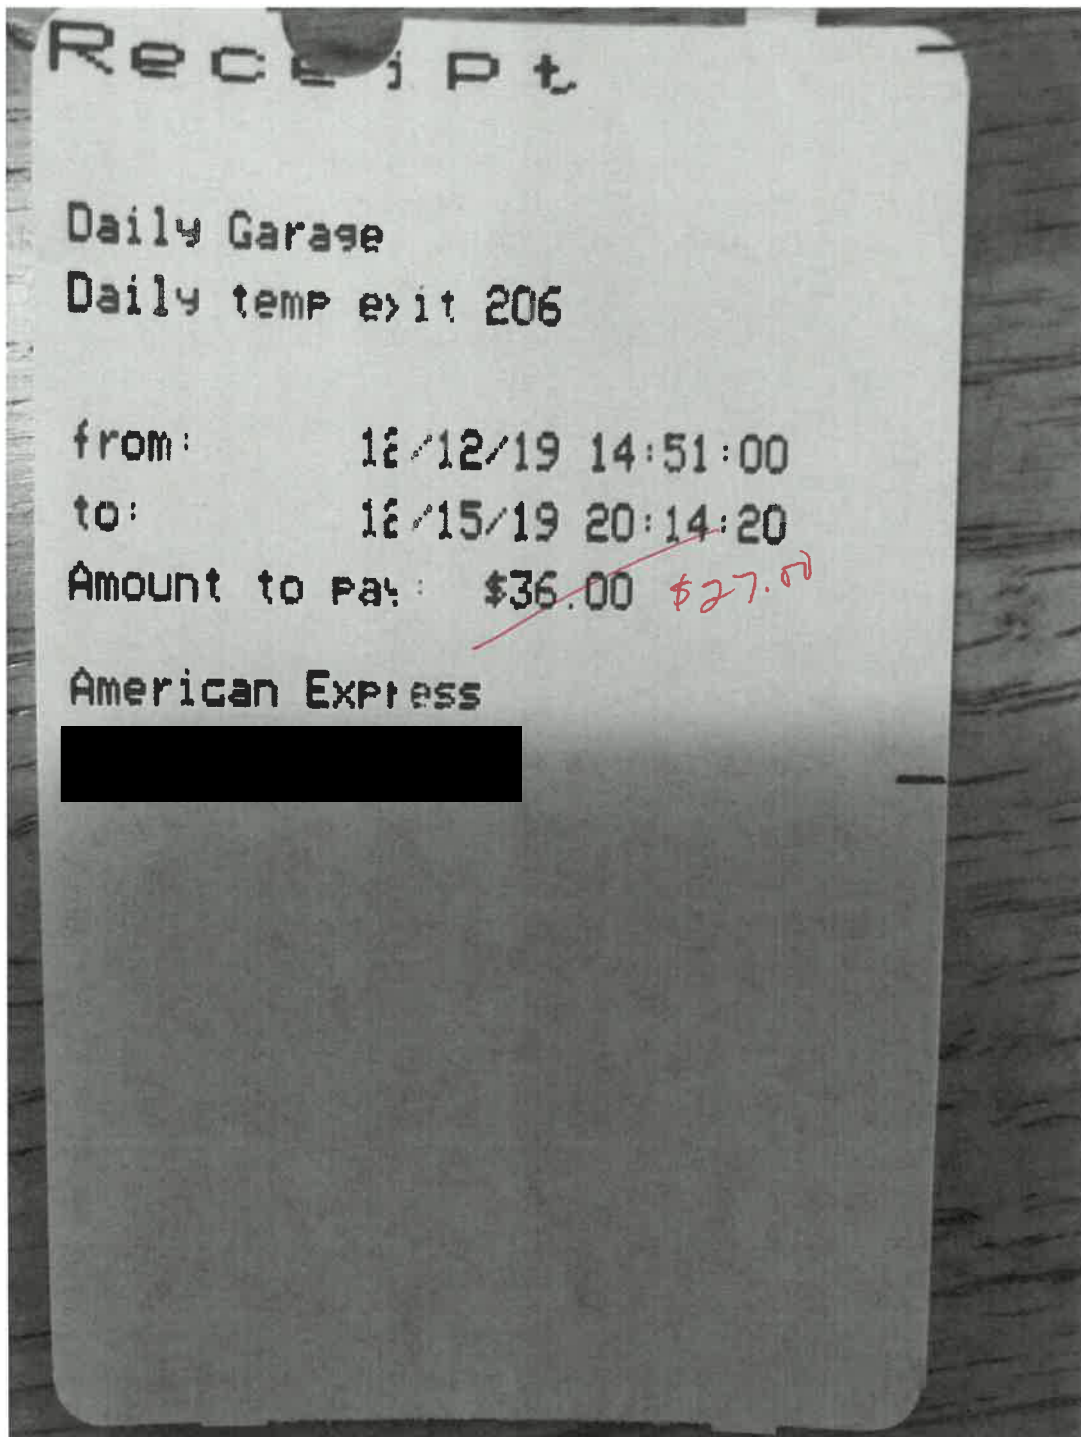 Receipt
Daily Garage
Daily temp exit 206
from: 12/12/19 14:51:00
to: 12/15/19 20:14:20
Amount to pay: $36.00 $27.00
American Express